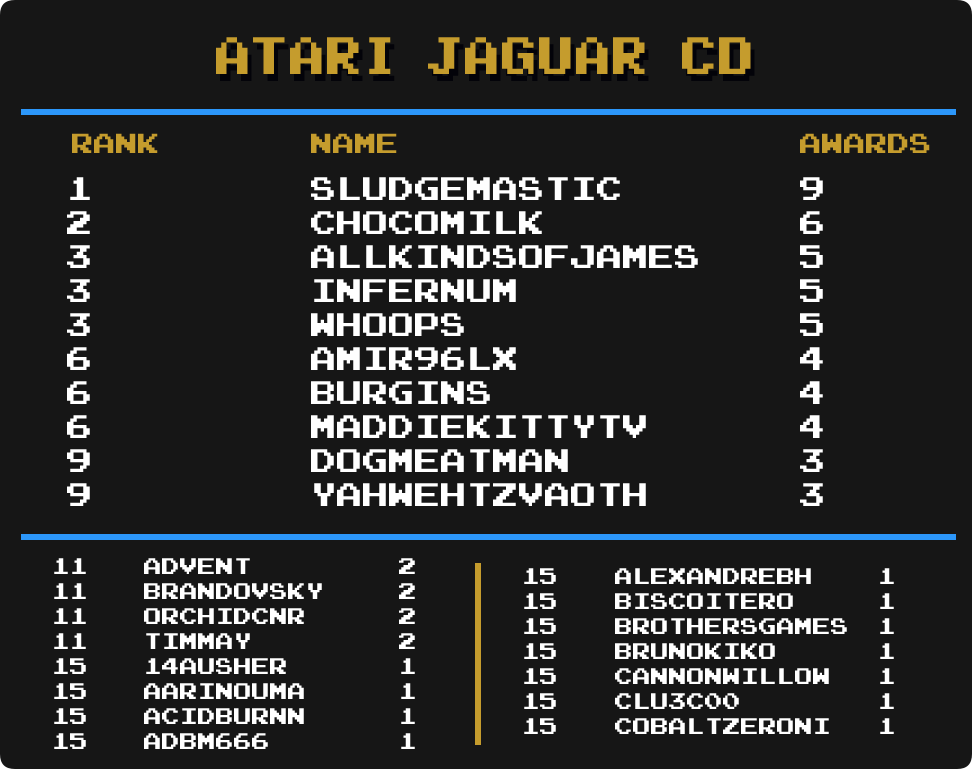 ATARI JAGUAR CD
RANK NAME AWARDS
1 SLUDGEMASTIC 9
2 CHOCOMILK 6
3 ALLKINDSOFJAMES 5
3 INFERNUM 5
3 WHOOPS 5
6 AMIR96LX 4
6 BURGINS 4
6 MADDIEKITTYTV 4
9 DOGMEATMAN 3
9 YAHWEHTZVAOTH 3
11 ADVENT 2
11 BRANDOVSKY 2
11 ORCHIDCNR 2
11 TIMMAY 2
15 14AUSHER 1
15 AARINOUMA 1
15 ACIDBURNN 1
15 ADBM666 1
15 ALEXANDREBH 1
15 BISCOITERO 1
15 BROTHERSGAMES 1
15 BRUNOKIKO 1
15 CANNONWILLOW 1
15 CLU3C00 1
15 COBALTZERONI 1